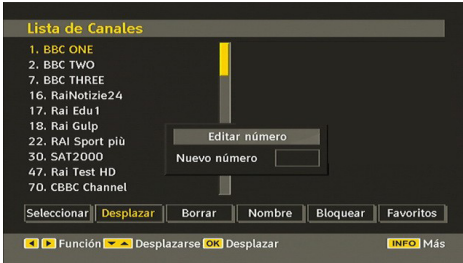 Lista de Canales
1. BBC ONE
2. BBC TWO
7. BBC THREE
16. RaiNotizie24
17. Rai Edu1
18. Rai Gulp
22. RAI Sport più
30. SAT2000
47. Rai Test HD
70. CBBC Channel
Editar número
Nuevo número
Seleccionar Desplazar Borrar Nombre Bloquear Favoritos
Función Desplazarse OK Desplazar INFO Más